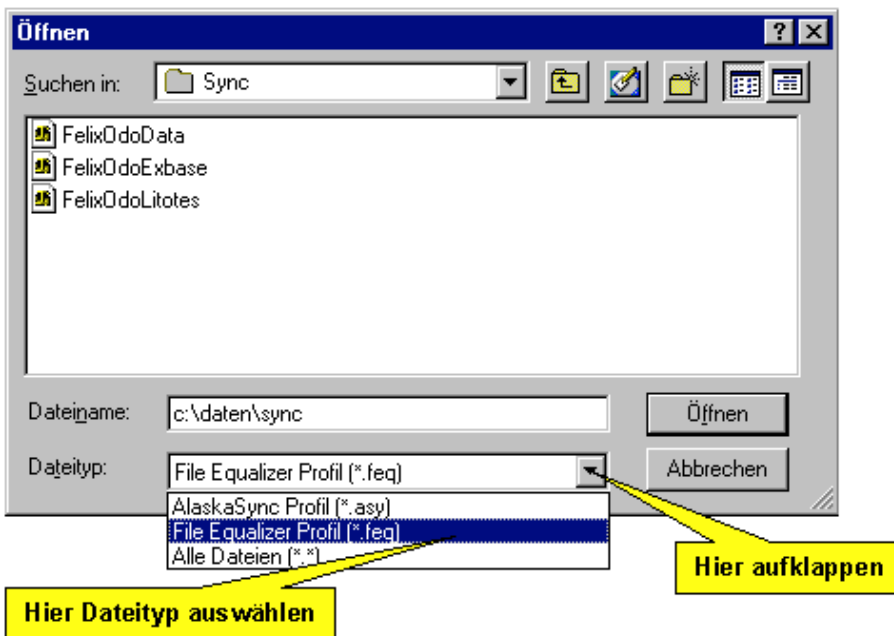 Öffnen
Suchen in: Sync
FelixOdoData
FelixOdoExbase
FelixOdoLitotes
Dateiname: c:\daten\sync Öffnen
Dateityp: File Equalizer Profil (*.feq) Abbrechen
AlaskaSync Profil (*.asy)
File Equalizer Profil (*.feq)
Alle Dateien (*.*)
Hier aufklappen
Hier Dateityp auswählen